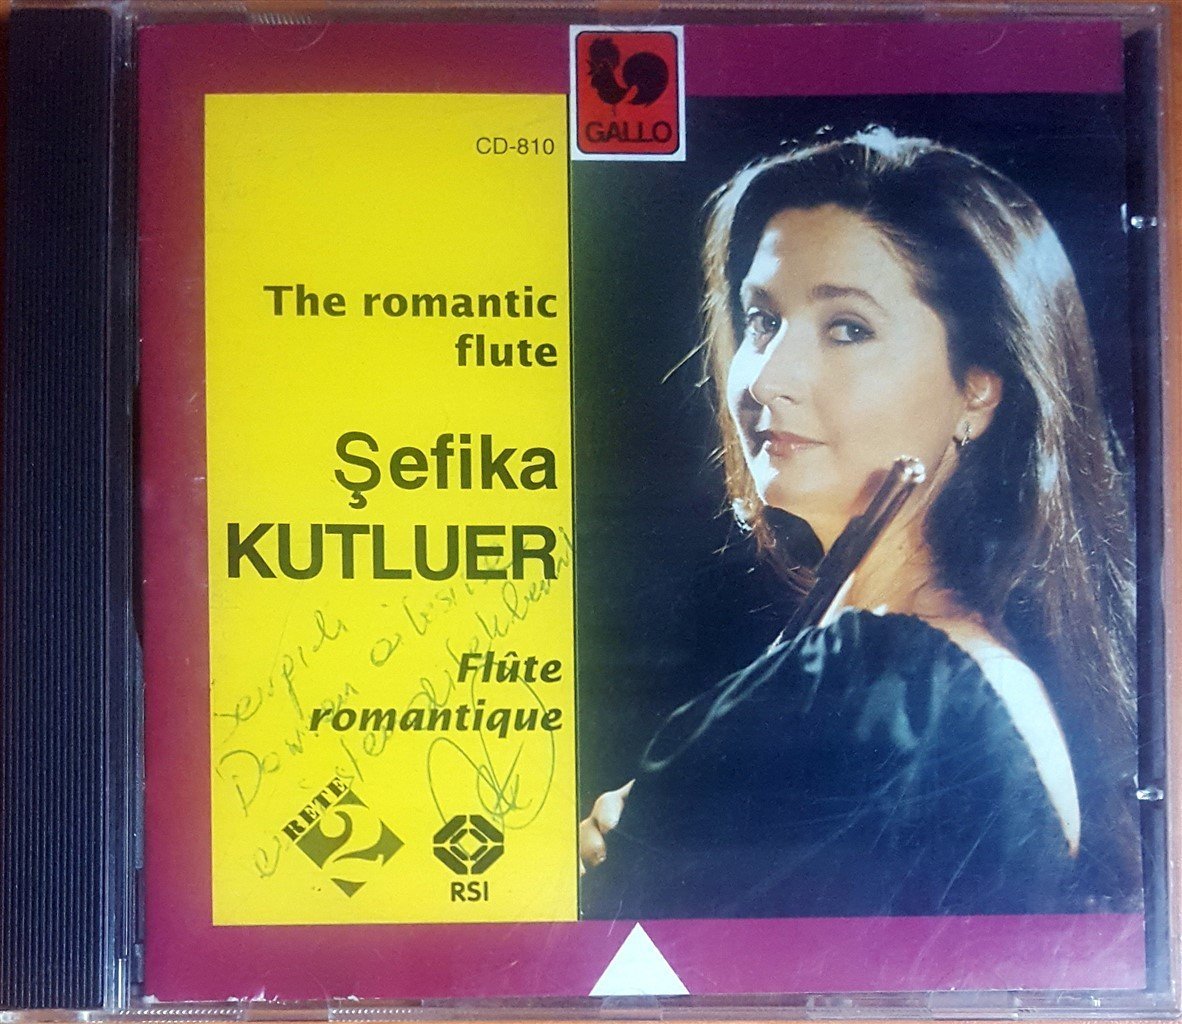 GALLO
CD-810
The romantic
flute
Şefika
KUTLUER
Flûte
romantique
RETE
2
RSI